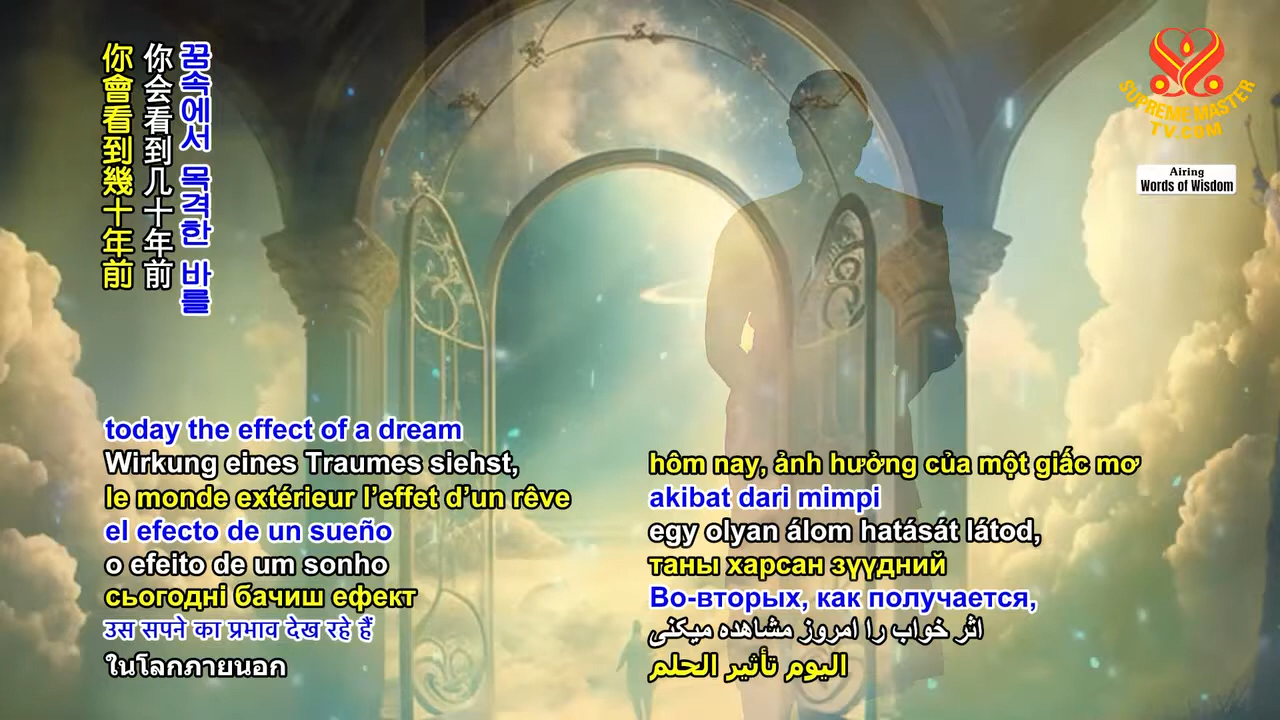 꿈속에서 목격한 바를
你会看到几十年前
你會看到幾十年前
SUPREME MASTER
TV.COM
Airing
Words of Wisdom
today the effect of a dream
Wirkung eines Traumes siehst,
le monde extérieur l’effet d’un rêve
el efecto de un sueño
o efeito de um sonho
сьогодні бачиш ефект
उस सपने का प्रभाव देख रहे हैं
ในโลกภายนอก
hôm nay, ảnh hưởng của một giấc mơ
akibat dari mimpi
egy olyan álom hatását látod,
таны харсан зүүдний
Во-вторых, как получается,
اثر خواب را امروز مشاهده میکنی
اليوم تأثير الحلم